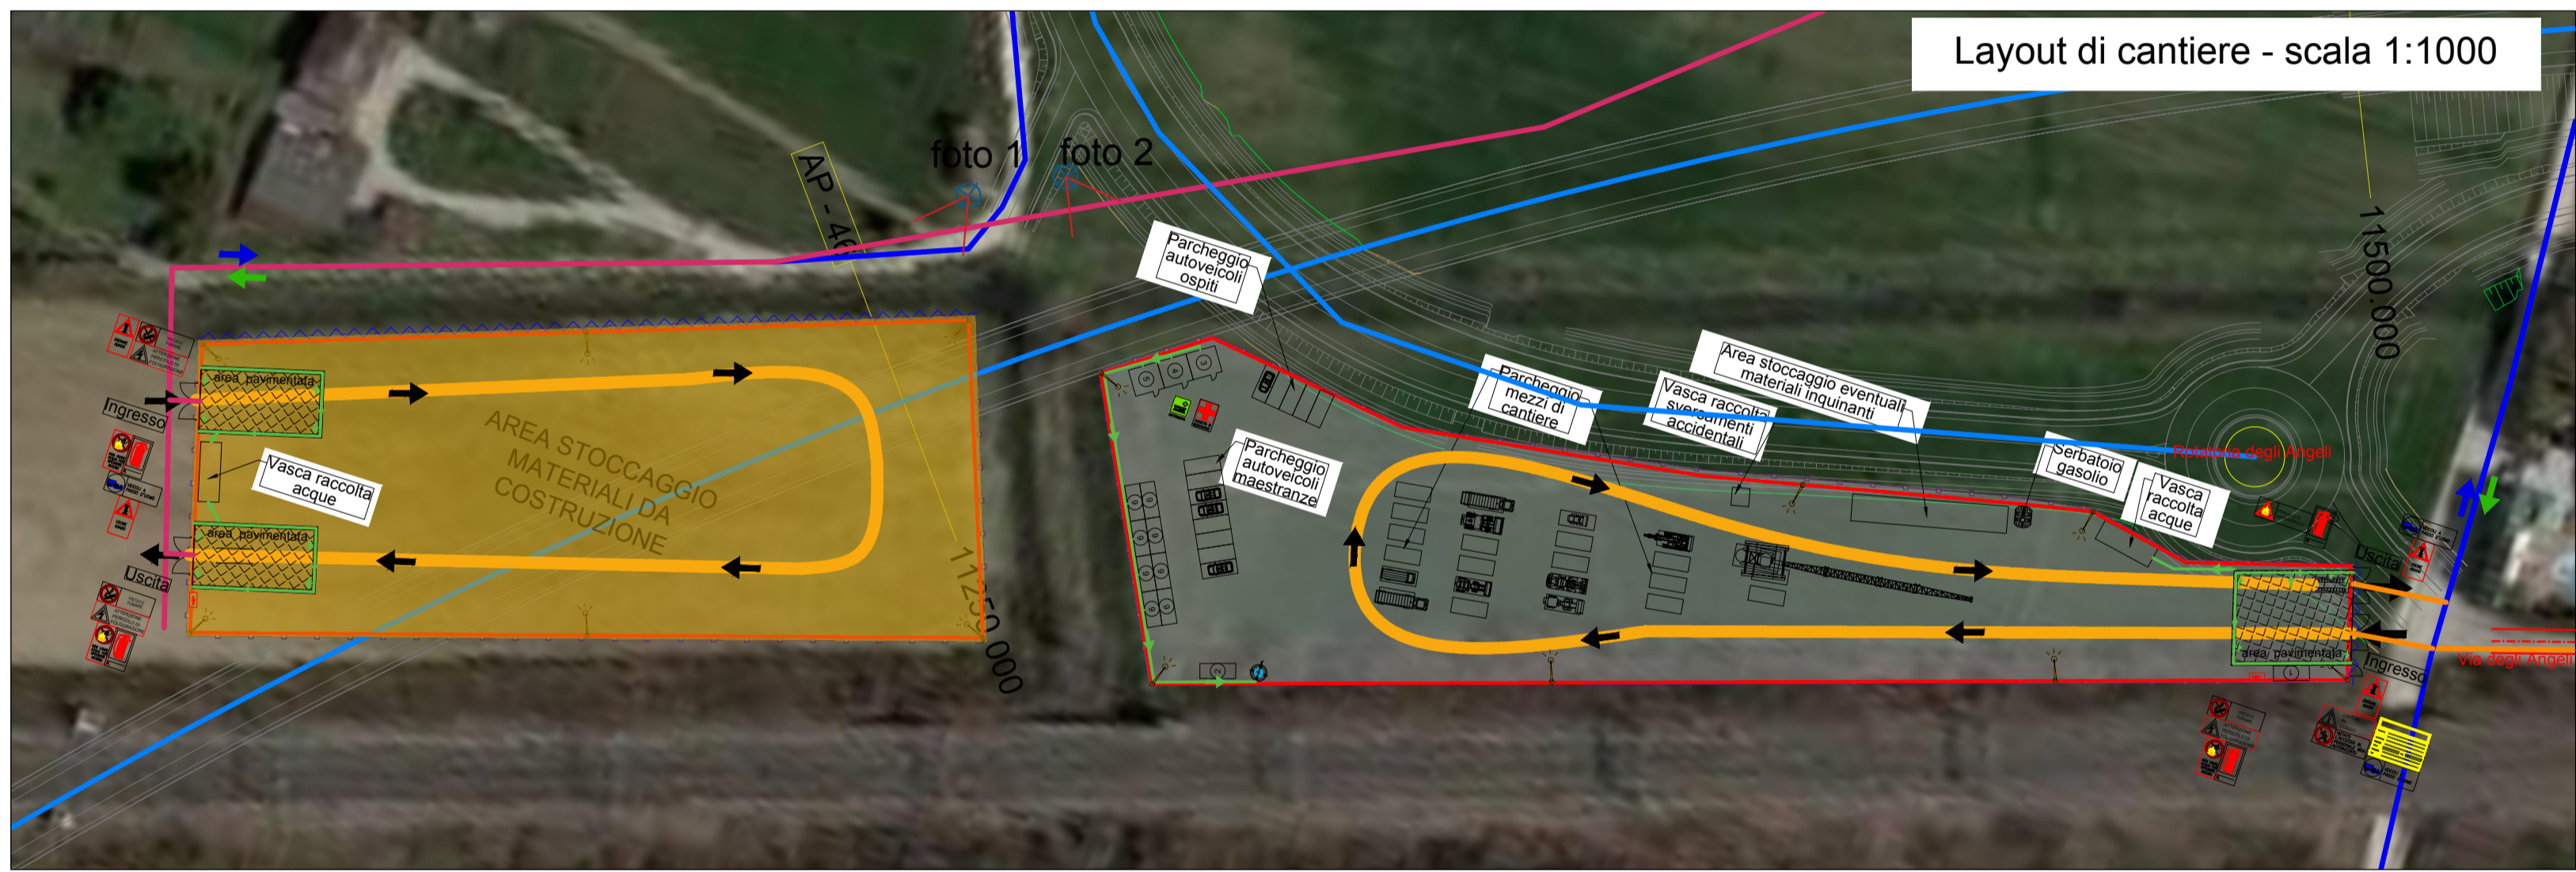 Layout di cantiere - scala 1:1000
foto 1
foto 2
AP - 46
11500.000
Parcheggio
autoveicoli
ospiti
Area stoccaggio eventuali
materiali inquinanti
Parcheggio
mezzi di
cantiere
Vasca raccolta
sversamenti
accidentali
Serbatoio
gasolio
Vasca
raccolta
acque
Rotatoria degli Angeli
Parcheggio
autoveicoli
maestranze
area pavimentata
Ingresso
Vasca raccolta
acque
AREA STOCCAGGIO
MATERIALI DA
COSTRUZIONE
area pavimentata
Uscita
11250.000
Uscita
area pavimentata
Ingresso
Via degli Angeli